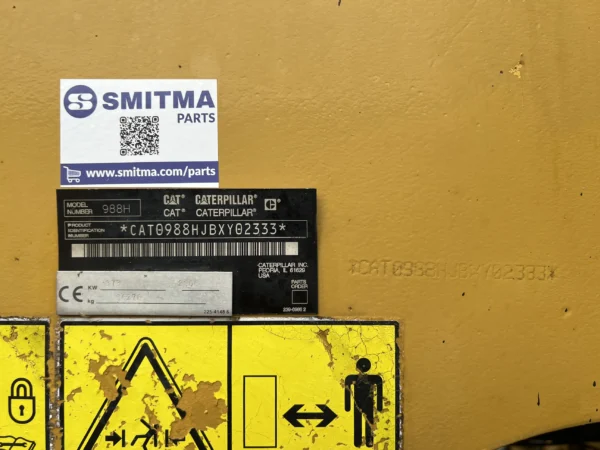 SMITMA
PARTS
www.smitma.com/parts
MODEL NUMBER 988H
CAT® CATERPILLAR®
CAT® CATERPILLAR®
PRODUCT IDENTIFICATION NUMBER *CAT0988HJBXY02333*
CATERPILLAR INC.
PEORIA, IL 61629
USA
PARTS ORDER
CE
KW
kg
*CAT0988HJBXY02333*